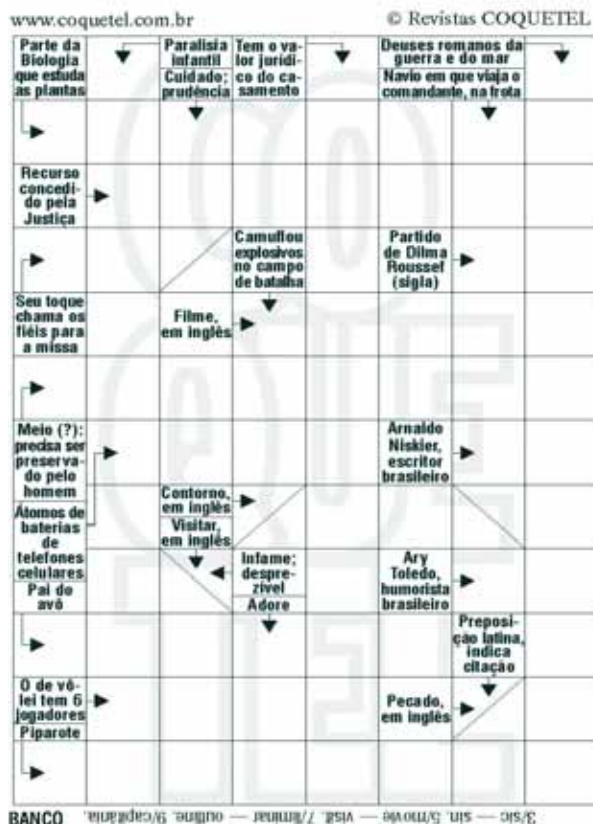 www.coquetel.com.br
© Revistas COQUETEL
Parte da
Biologia
que estuda
as plantas
Paralisia
infantil
Cuidado;
prudência
Tem o va-
lor jurídi-
co do ca-
samento
Deuses romanos da
guerra e do mar
Navio em que viaja o
comandante, na frota
Recurso
concedi-
do pela
Justiça
Camuflou
explosivos
no campo
de batalha
Partido
de Dilma
Roussef
(sigla)
Seu toque
chama os
fiéis para
a missa
Filme,
em inglês
Meio (?):
precisa ser
preserva-
do pelo
homem
Arnaldo
Niskier,
escritor
brasileiro
Átomos de
baterias
de
telefones
celulares
Contorno,
em inglês
Visitar,
em inglês
Infame;
despre-
zível
Adore
Ary
Toledo,
humorista
brasileiro
Pai do
avô
Preposi-
ção latina,
indica
citação
O de vô-
lei tem 6
jogadores
Piparote
Pecado,
em inglês
BANCO
3/sic — sin. 5/movie — visit. 7/liminar — outline. 9/capitânia.